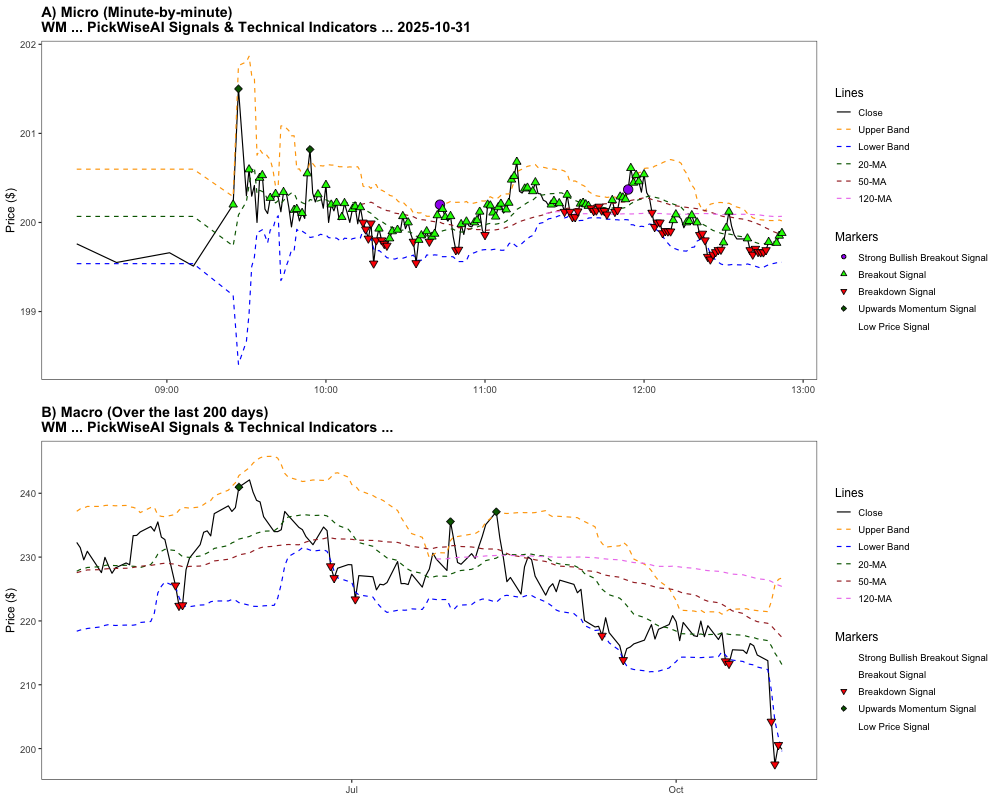 A) Micro (Minute-by-minute)
WM ... PickWiseAI Signals & Technical Indicators ... 2025-10-31
Price ($)
202
201
200
199
09:00
10:00
11:00
12:00
13:00
Lines
Close
Upper Band
Lower Band
20-MA
50-MA
120-MA
Markers
Strong Bullish Breakout Signal
Breakout Signal
Breakdown Signal
Upwards Momentum Signal
Low Price Signal
B) Macro (Over the last 200 days)
WM ... PickWiseAI Signals & Technical Indicators ...
Price ($)
240
230
220
210
200
Jul
Oct
Lines
Close
Upper Band
Lower Band
20-MA
50-MA
120-MA
Markers
Strong Bullish Breakout Signal
Breakout Signal
Breakdown Signal
Upwards Momentum Signal
Low Price Signal